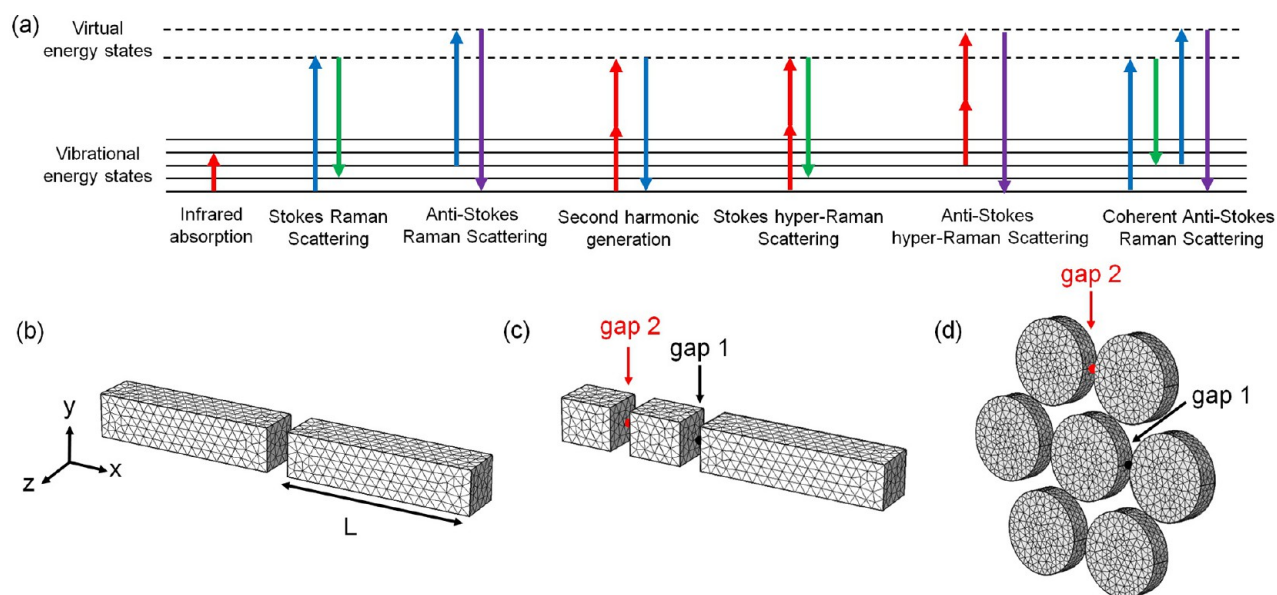 (a)
Virtual
energy states
Vibrational
energy states
Infrared
absorption
Stokes Raman
Scattering
Anti-Stokes
Raman Scattering
Second harmonic
generation
Stokes hyper-Raman
Scattering
Anti-Stokes
hyper-Raman Scattering
Coherent Anti-Stokes
Raman Scattering
(b)
y
x
z
L
(c)
gap 2
gap 1
(d)
gap 2
gap 1